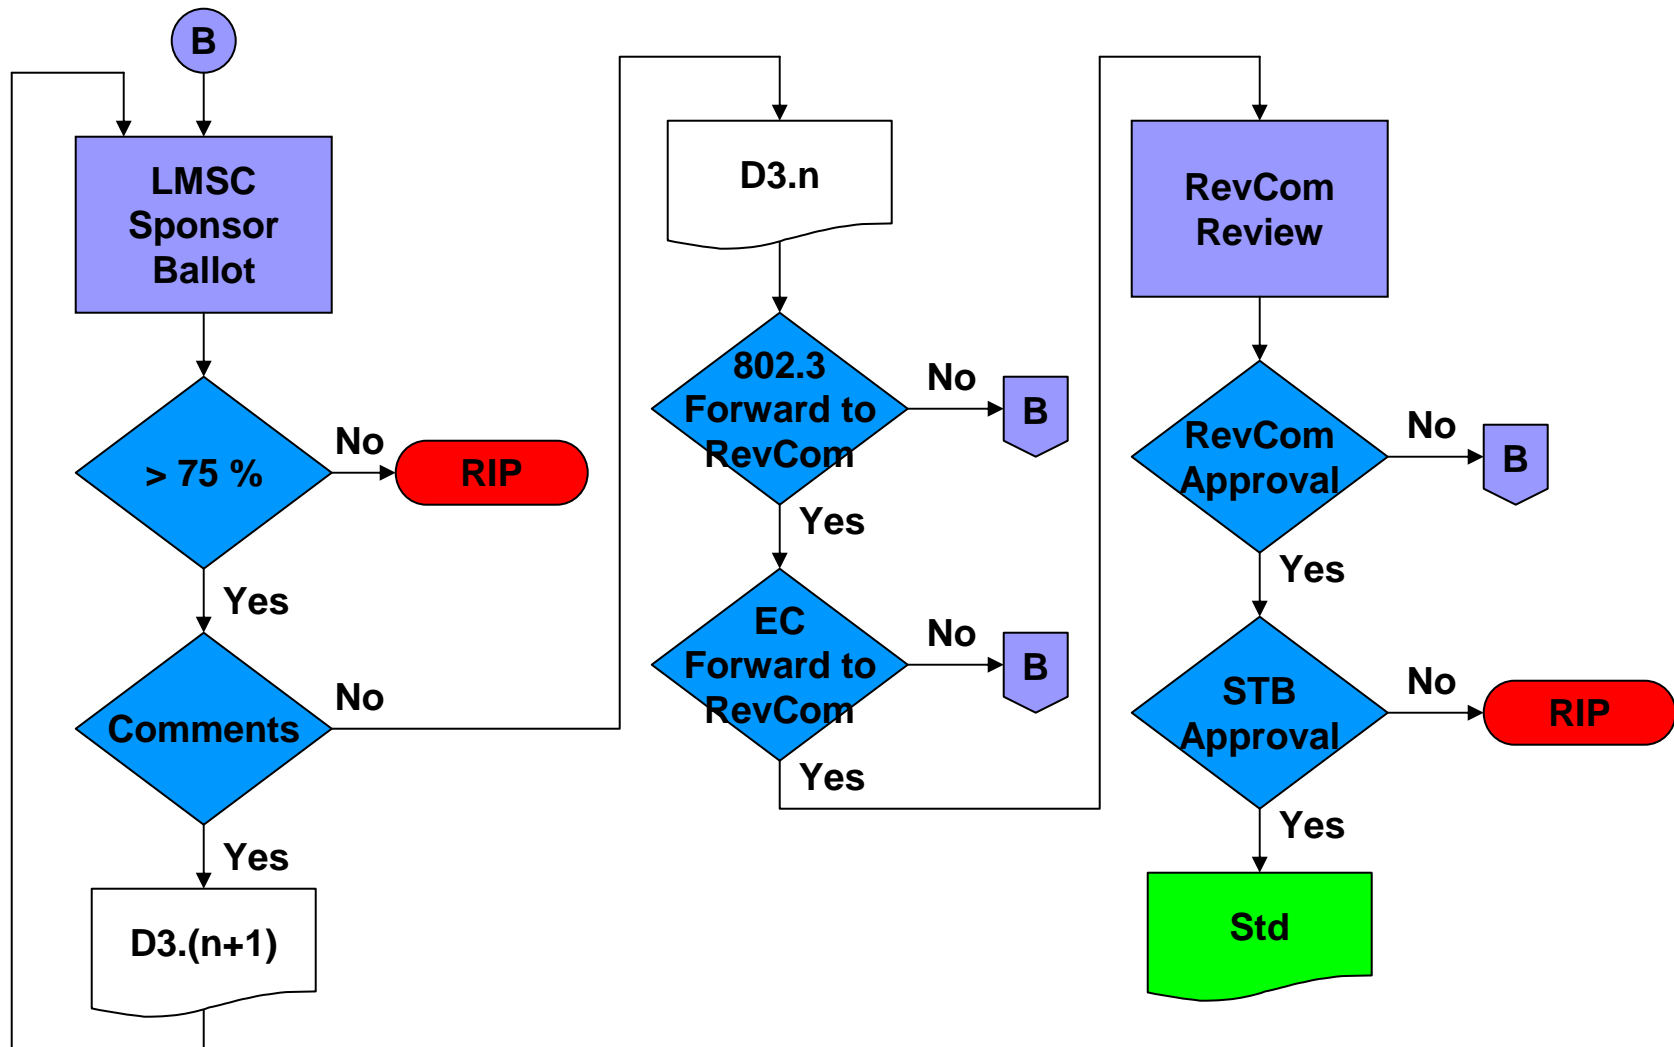 B
LMSC
Sponsor
Ballot
> 75 %
No
RIP
Yes
Comments
No
Yes
D3.(n+1)
D3.n
802.3
Forward to
RevCom
No
B
Yes
EC
Forward to
RevCom
No
B
Yes
RevCom
Review
RevCom
Approval
No
B
Yes
STB
Approval
No
RIP
Yes
Std